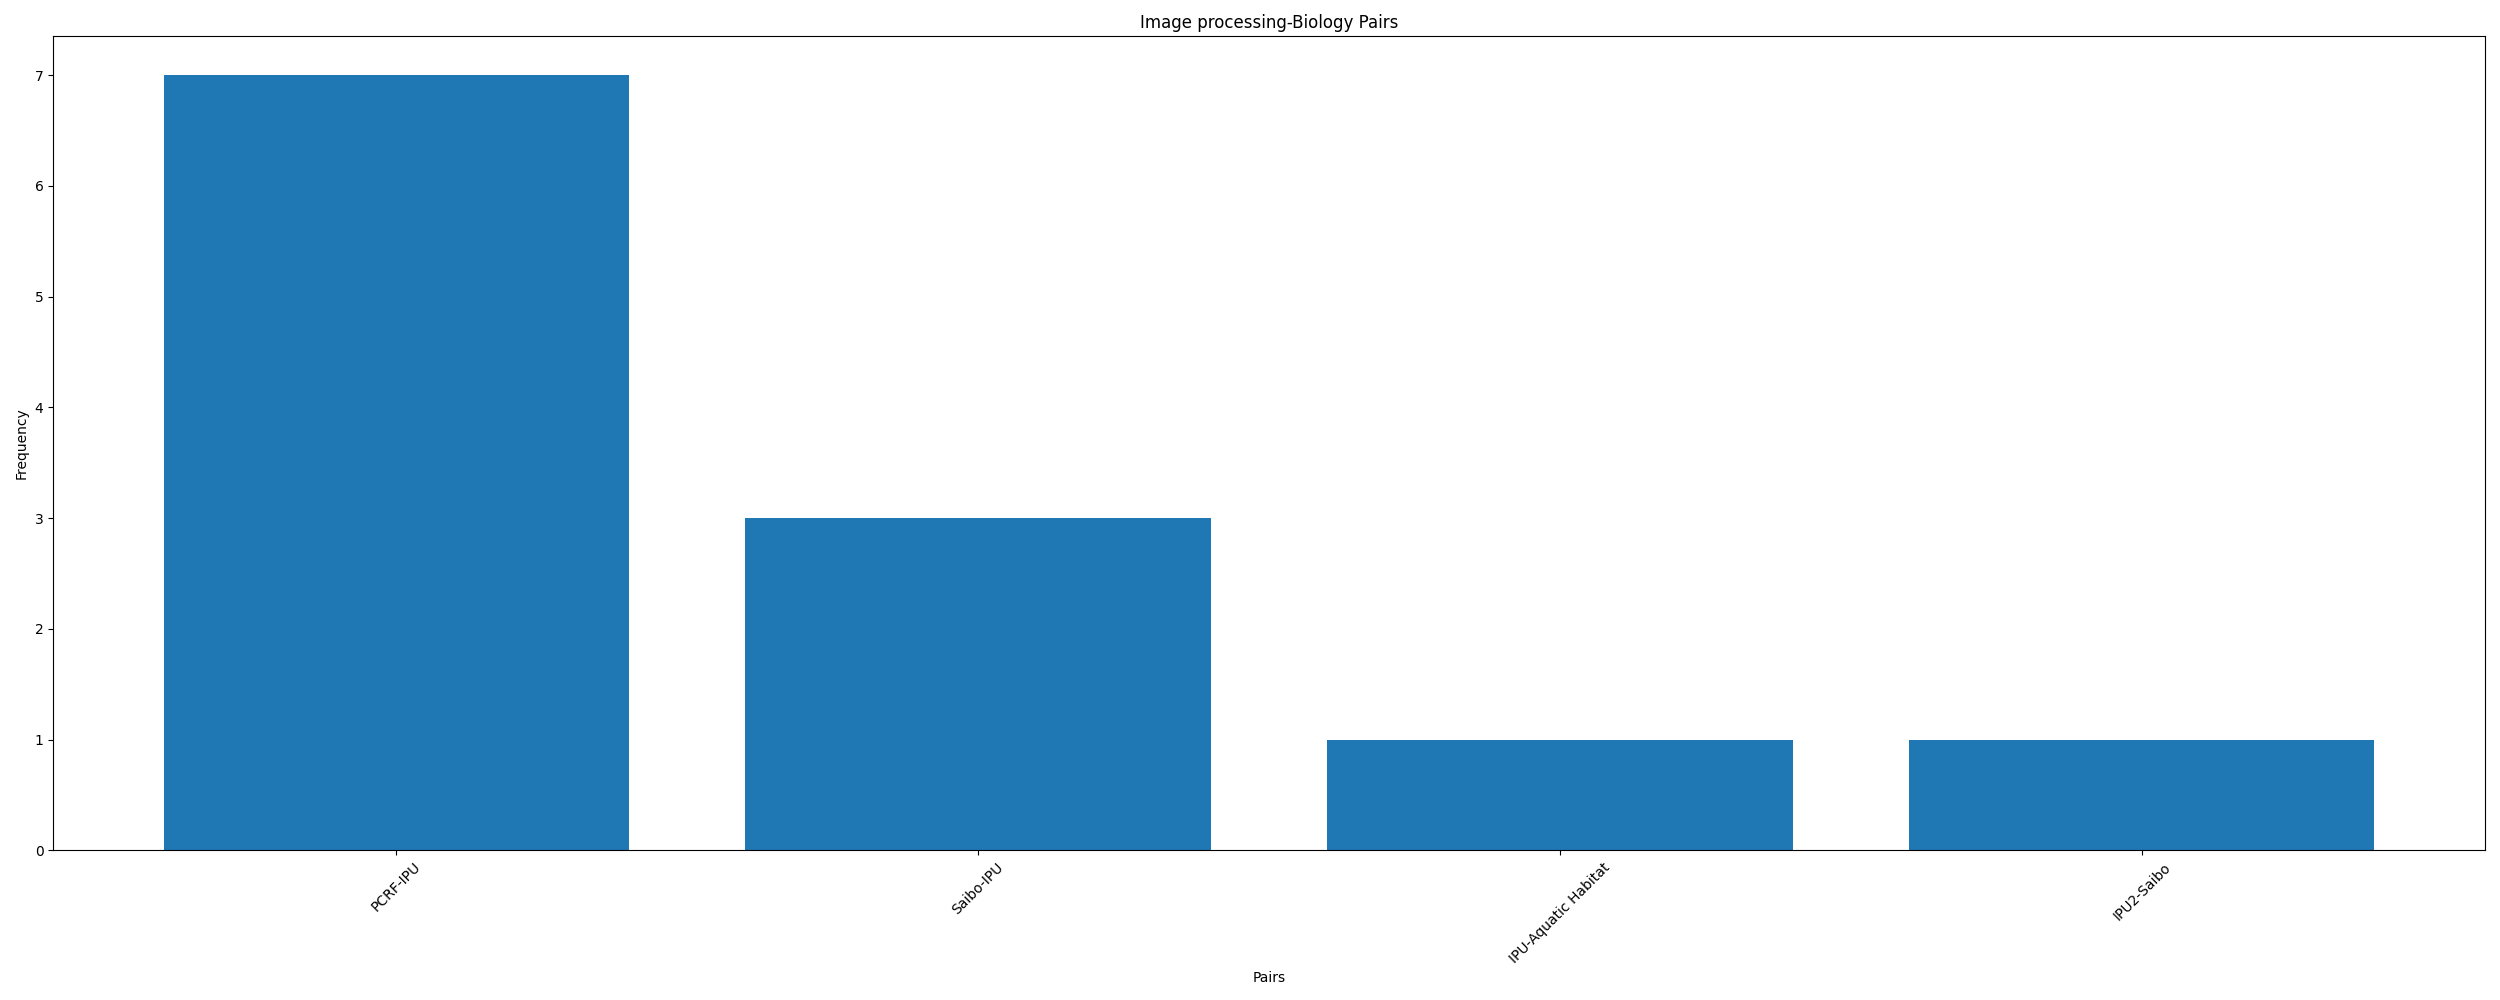 Image processing-Biology Pairs
Frequency
7
6
5
4
3
2
1
0
PCRF-IPU
Saibo-IPU
IPU-Aquatic Habitat
IPU2-Saibo
Pairs